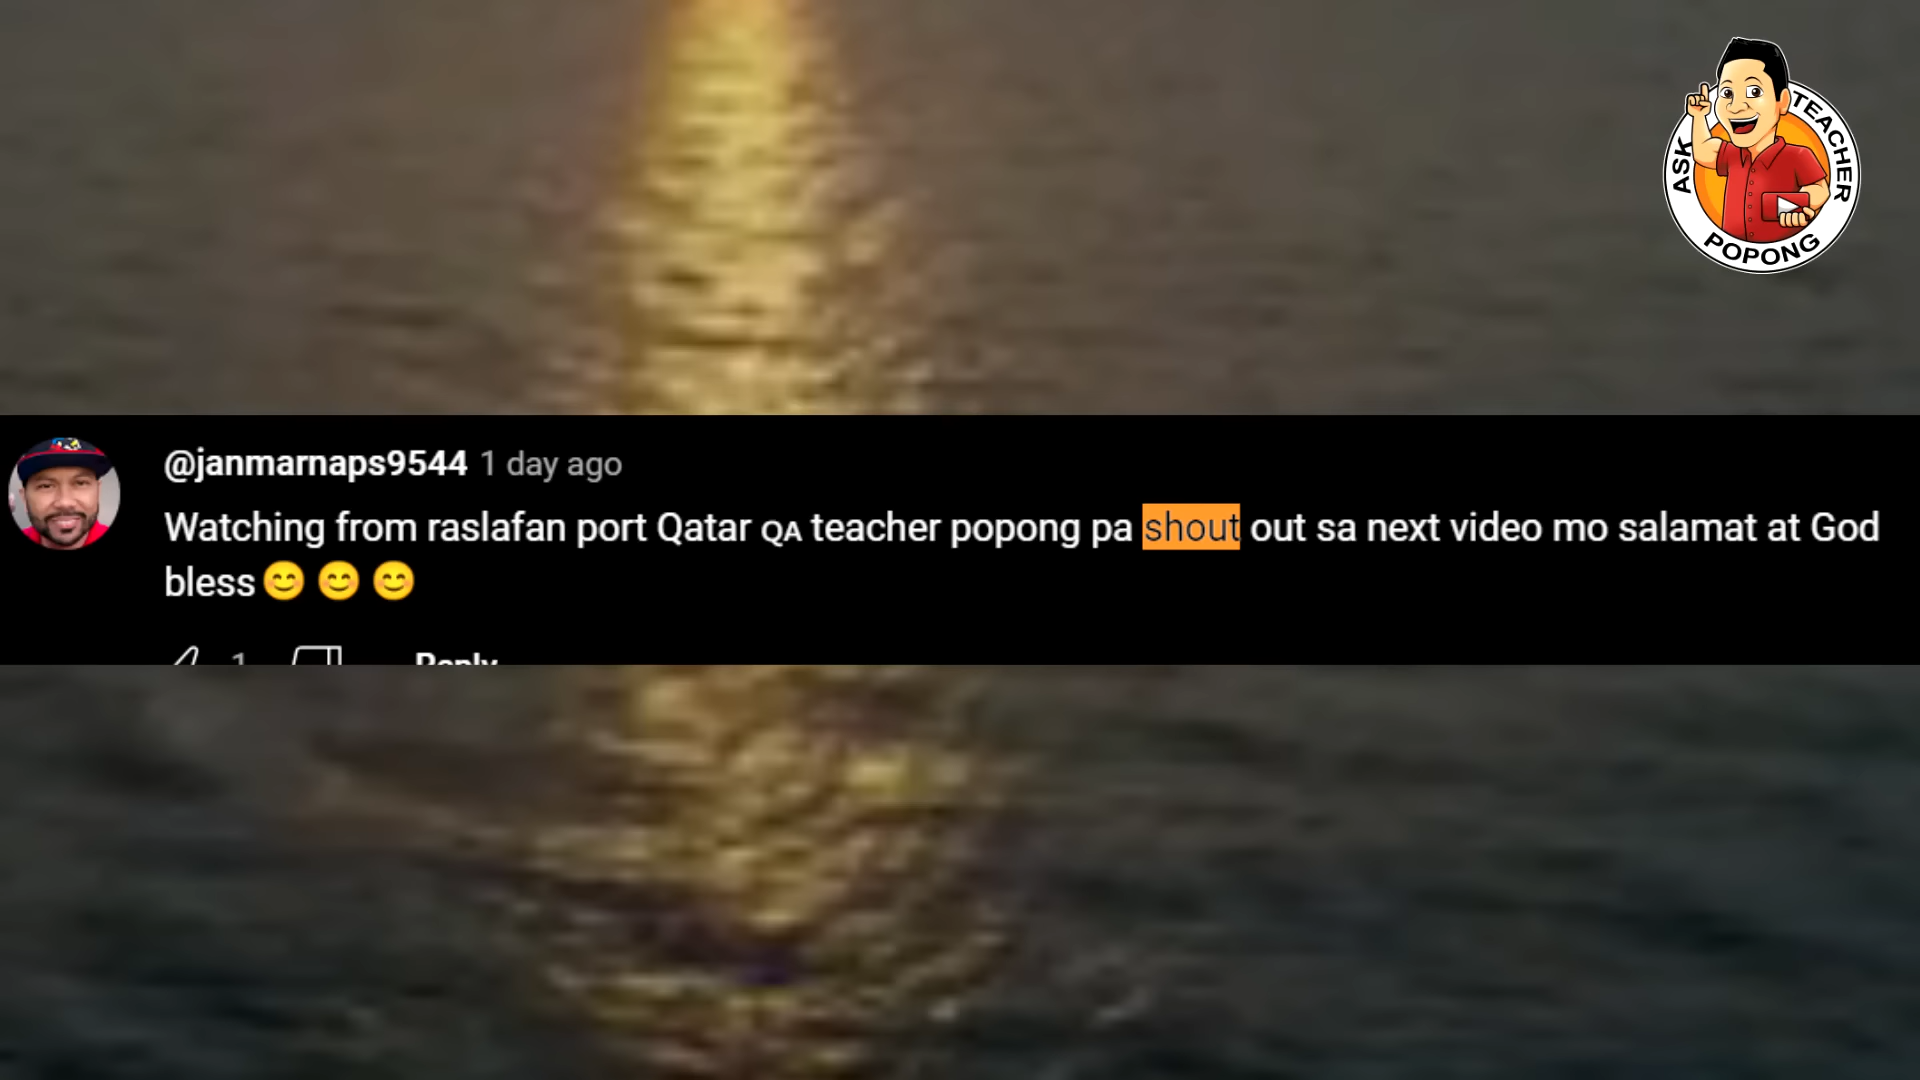 ASK TEACHER POPONG
@janmarnaps9544 1 day ago
Watching from raslafan port Qatar QA teacher popong pa shout out sa next video mo salamat at God
bless😊😊😊
1 Reply